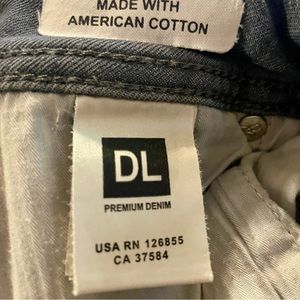 MADE WITH
AMERICAN COTTON
DL
PREMIUM DENIM
USA RN 126855
CA 37584